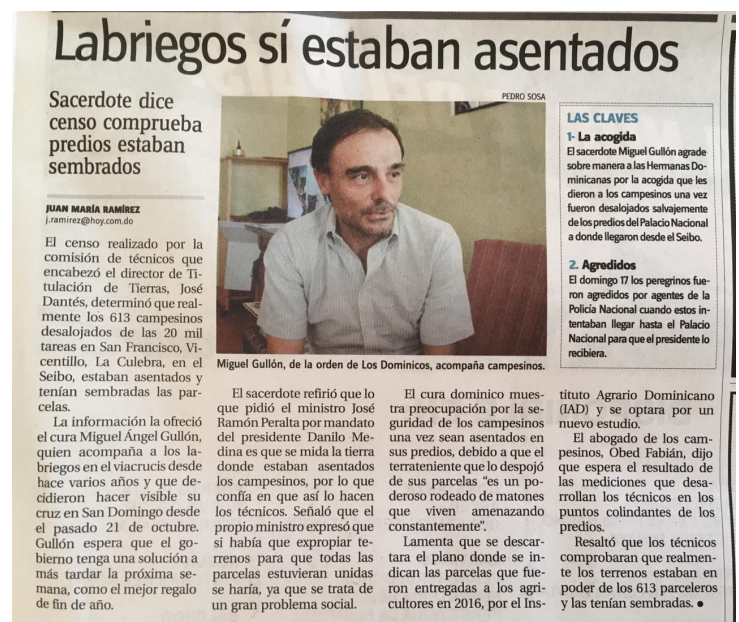 Labriegos sí estaban asentados
Sacerdote dice
censo comprueba
predios estaban
sembrados
JUAN MARÍA RAMÍREZ
j.ramirez@hoy.com.do
El censo realizado por la
comisión de técnicos que
encabezó el director de Ti-
tulación de Tierras, José
Dantés, determinó que real-
mente los 613 campesinos
desalojados de las 20 mil
tareas en San Francisco, Vi-
centillo, La Culebra, en el
Seibo, estaban asentados y
tenían sembradas las par-
celas.
La información la ofreció
el cura Miguel Ángel Gullón,
quien acompaña a los la-
briegos en el viacrucis desde
hace varios años y que de-
cidieron hacer visible su
cruz en San Domingo desde
el pasado 21 de octubre.
Gullón espera que el go-
bierno tenga una solución a
más tardar la próxima se-
mana, como el mejor regalo
de fin de año.
PEDRO SOSA
Miguel Gullón, de la orden de Los Dominicos, acompaña campesinos.
El sacerdote refirió que lo
que pidió el ministro José
Ramón Peralta por mandato
del presidente Danilo Me-
dina es que se mida la tierra
donde estaban asentados
los campesinos, por lo que
confía en que así lo hacen
los técnicos. Señaló que el
propio ministro expresó que
si había que expropiar te-
rrenos para que todas las
parcelas estuvieran unidas
se haría, ya que se trata de
un gran problema social.
El cura dominico mues-
tra preocupación por la se-
guridad de los campesinos
una vez sean asentados en
sus predios, debido a que el
terrateniente que lo despojó
de sus parcelas “es un po-
deroso rodeado de matones
que viven amenazando
constantemente”.
Lamenta que se descar-
tara el plano donde se in-
dican las parcelas que fue-
ron entregadas a los agri-
cultores en 2016, por el Ins-
tituto Agrario Dominicano
(IAD) y se optara por un
nuevo estudio.
El abogado de los cam-
pesinos, Obed Fabián, dijo
que espera el resultado de
las mediciones que desa-
rrollan los técnicos en los
puntos colindantes de los
predios.
Resaltó que los técnicos
comprobaran que realmen-
te los terrenos estaban en
poder de los 613 parceleros
y las tenían sembradas. ●
LAS CLAVES
1- La acogida
El sacerdote Miguel Gullón agrade
sobre manera a las Hermanas Do-
minicanas por la acogida que les
dieron a los campesinos una vez
fueron desalojados salvajemente
de los predios del Palacio Nacional
a donde llegaron desde el Seibo.
2. Agredidos
El domingo 17 los peregrinos fue-
ron agredidos por agentes de la
Policía Nacional cuando estos in-
tentaban llegar hasta el Palacio
Nacional para que el presidente lo
recibiera.